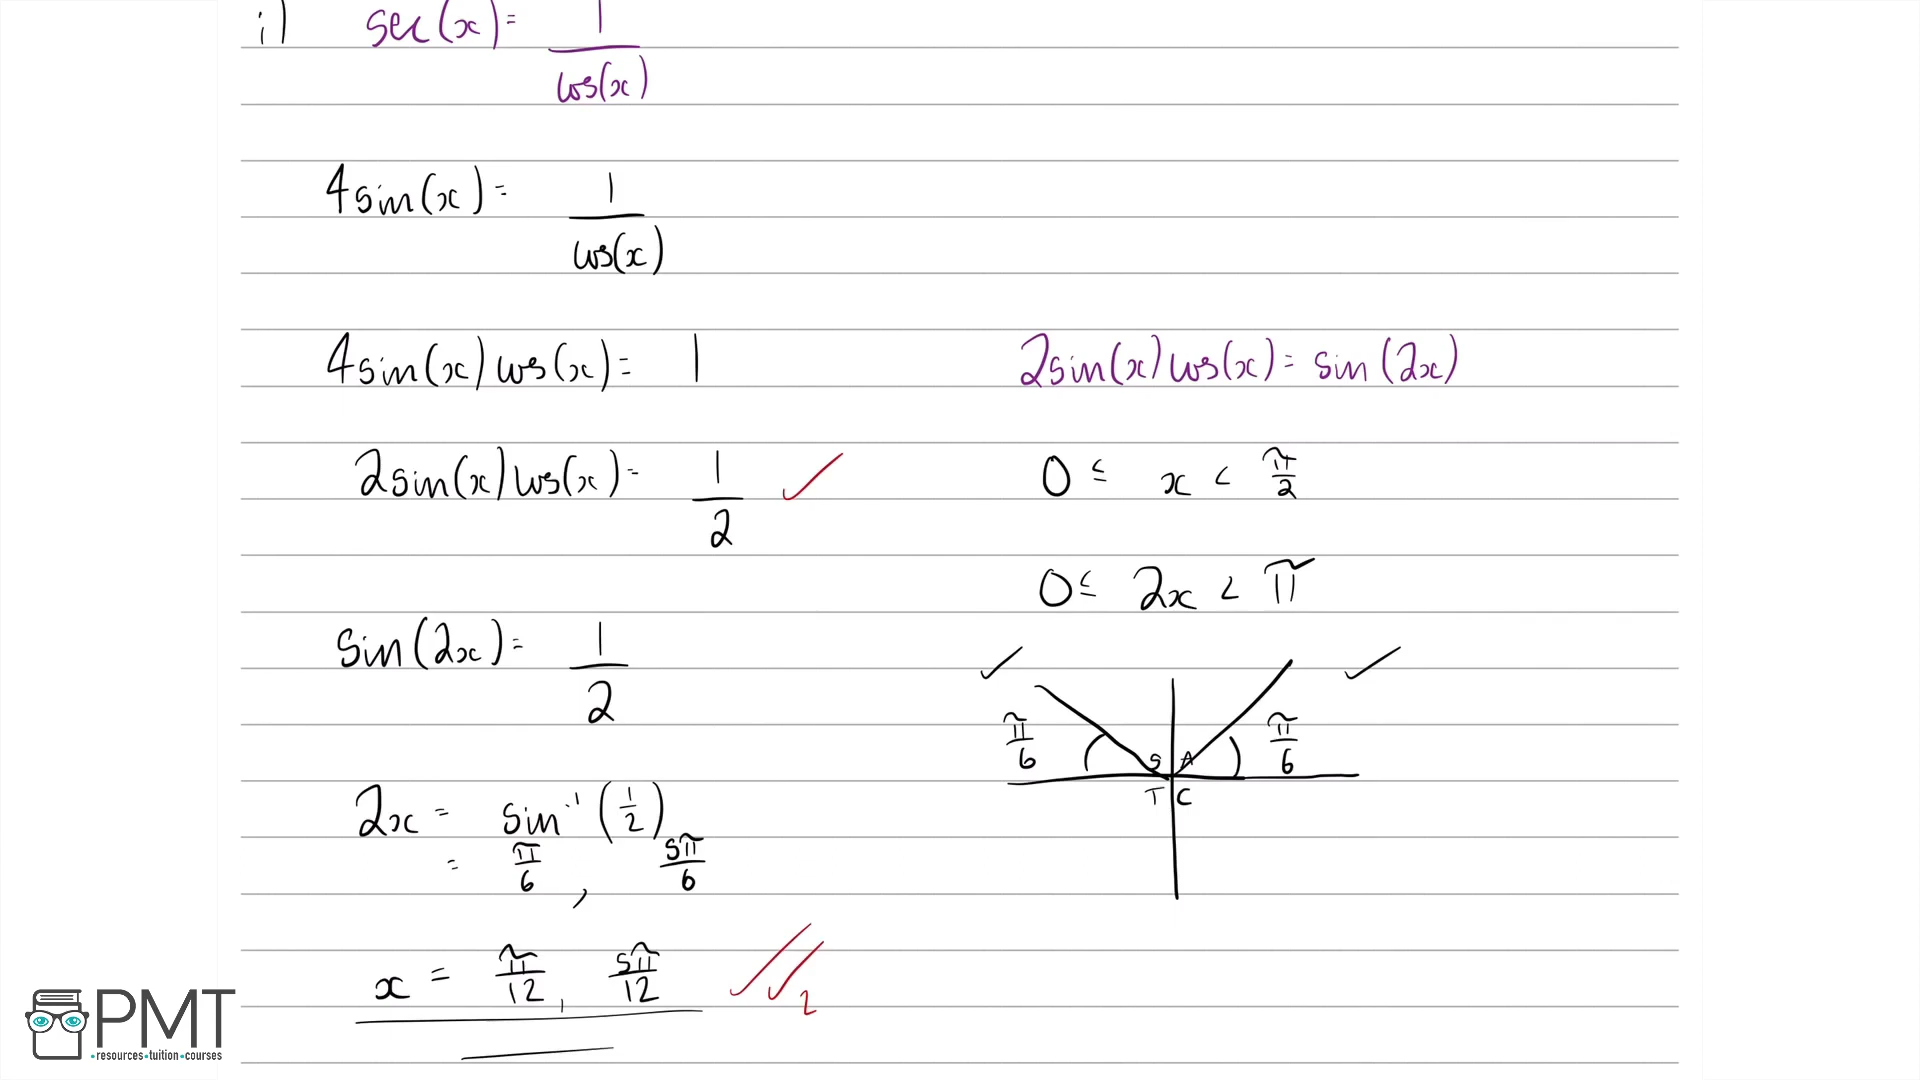 i) sec(x) = 1/cos(x)
4sin(x) = 1/cos(x)
4sin(x)cos(x) = 1
2sin(x)cos(x) = sin(2x)
2sin(x)cos(x) = 1/2 ✓
0 ≤ x < π/2
0 ≤ 2x < π
sin(2x) = 1/2
✓ ✓
π/6 π/6
S A
T C
2x = sin⁻¹(1/2)
= π/6 , 5π/6
x = π/12 , 5π/12 ✓✓2
PMT
•resources•tuition•courses